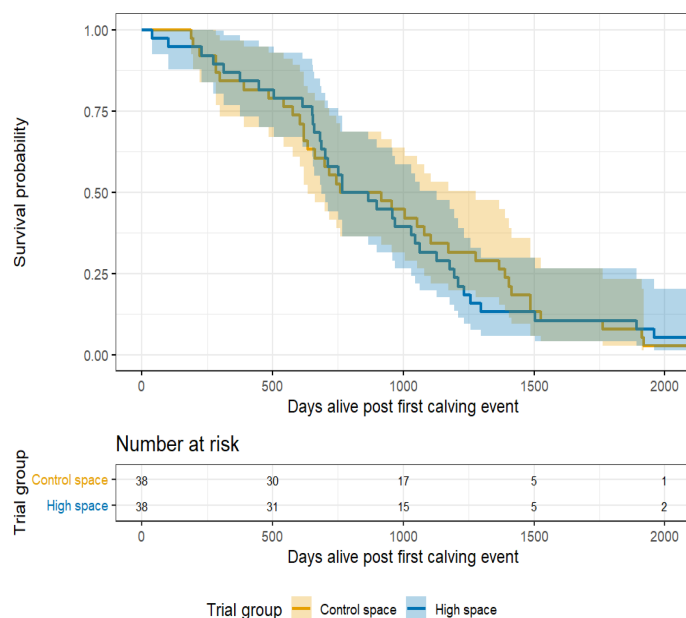 1.00
0.75
0.50
0.25
0.00
Survival probability
0 500 1000 1500 2000
Days alive post first calving event
Number at risk
Trial group
Control space 38 30 17 5 1
High space 38 31 15 5 2
0 500 1000 1500 2000
Days alive post first calving event
Trial group Control space High space